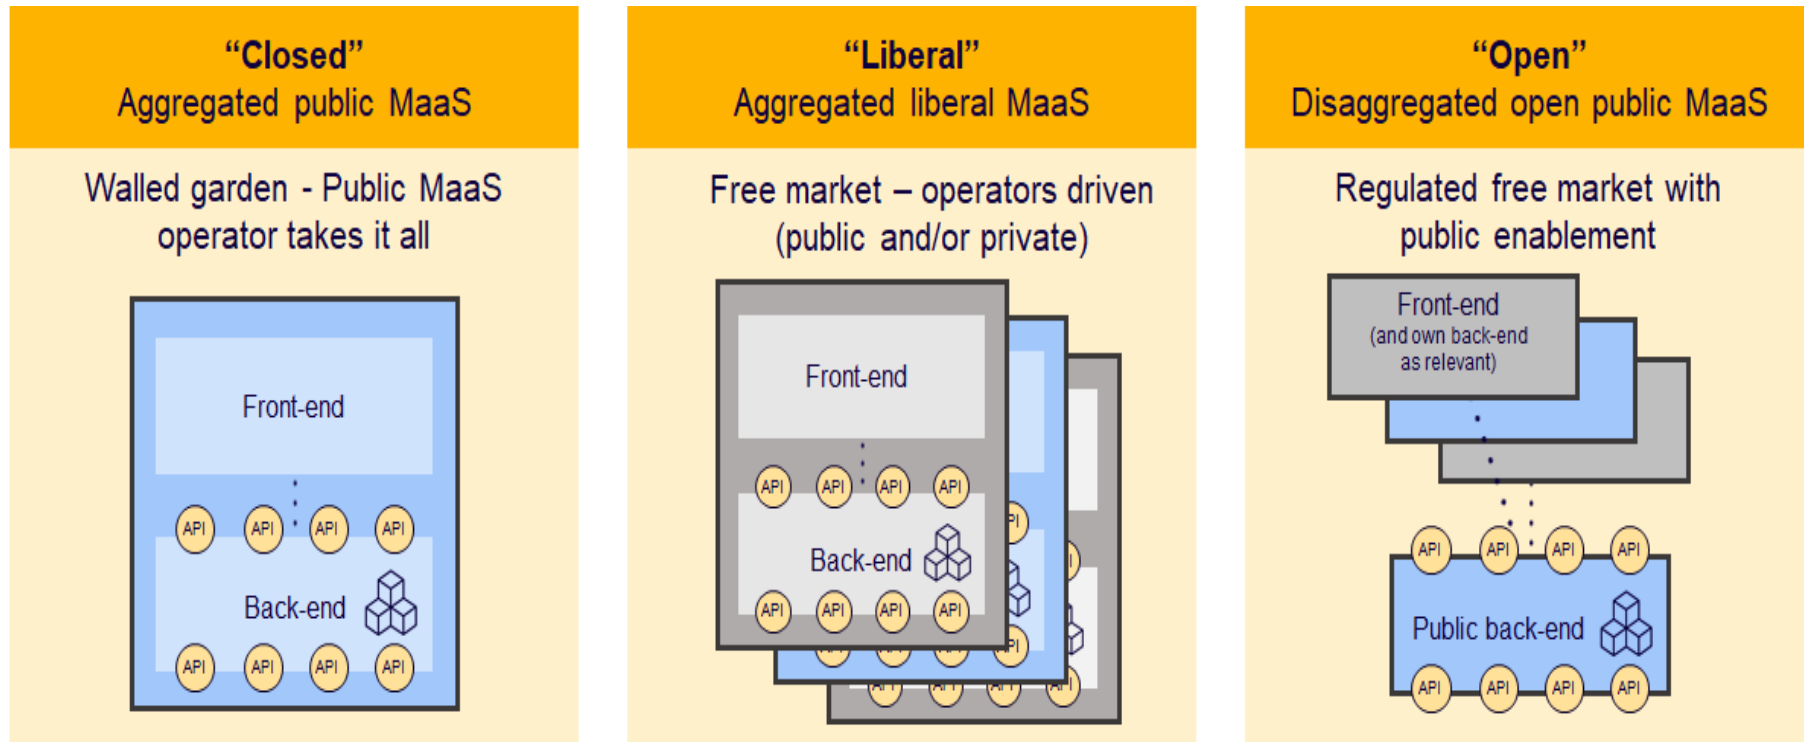 “Closed”
Aggregated public MaaS
Walled garden - Public MaaS
operator takes it all
Front-end
API API API API
Back-end
API API API API
“Liberal”
Aggregated liberal MaaS
Free market – operators driven
(public and/or private)
Front-end
API API API API
Back-end
API API API API
“Open”
Disaggregated open public MaaS
Regulated free market with
public enablement
Front-end
(and own back-end
as relevant)
API API API API
Public back-end
API API API API